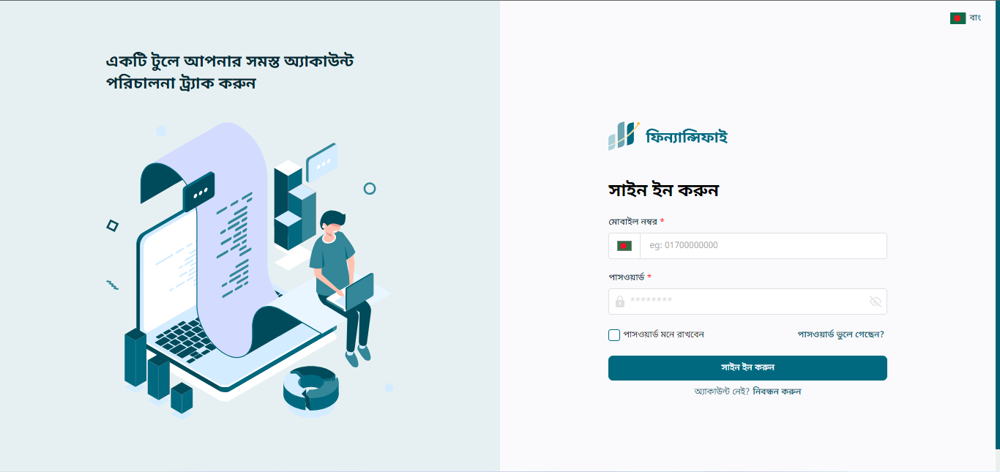 বাং
একটি টুলে আপনার সমস্ত অ্যাকাউন্ট
পরিচালনা ট্র্যাক করুন
ফিন্যান্সিফাই
সাইন ইন করুন
মোবাইল নম্বর *
eg: 01700000000
পাসওয়ার্ড *
********
পাসওয়ার্ড মনে রাখবেন
পাসওয়ার্ড ভুলে গেছেন?
সাইন ইন করুন
অ্যাকাউন্ট নেই? নিবন্ধন করুন